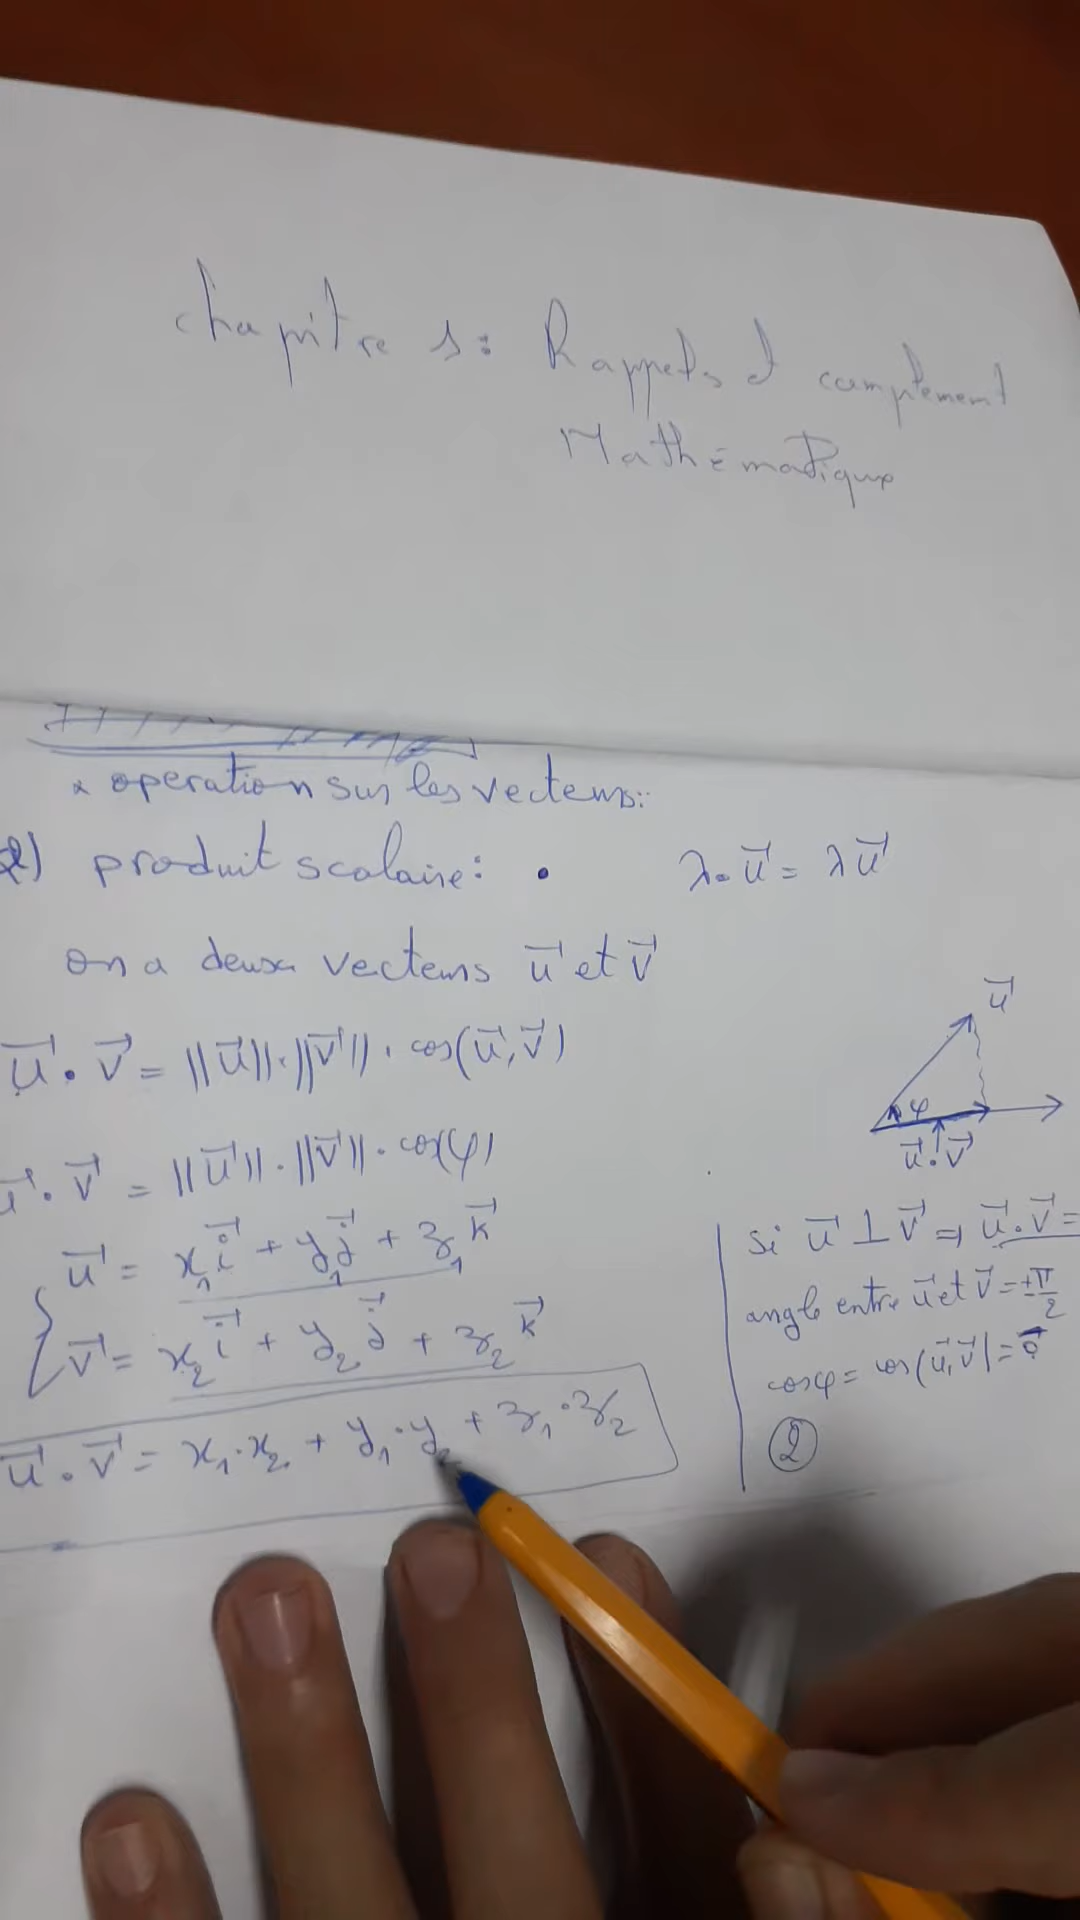 chapitre 1: Rappels et complement
Mathématique
* operation sur les vecteurs:
2) produit scalaire: • λ.u⃗ = λu⃗
on a deux vecteurs u⃗ et v⃗
u⃗ . v⃗ = ||u⃗||.||v⃗|| . cos(u⃗,v⃗)
u⃗ . v⃗ = ||u⃗|| . ||v⃗|| . cos(φ)
u⃗ = x₁i⃗ + y₁j⃗ + z₁k⃗
v⃗ = x₂i⃗ + y₂j⃗ + z₂k⃗
u⃗ . v⃗ = x₁.x₂ + y₁.y₂ + z₁.z₂
u⃗
φ
u⃗.v⃗
si u⃗ ⊥ v⃗ ⇒ u⃗.v⃗ =
angle entre u⃗ et v⃗ = ±π/2
cosφ = cos(u⃗,v⃗) = 0
②